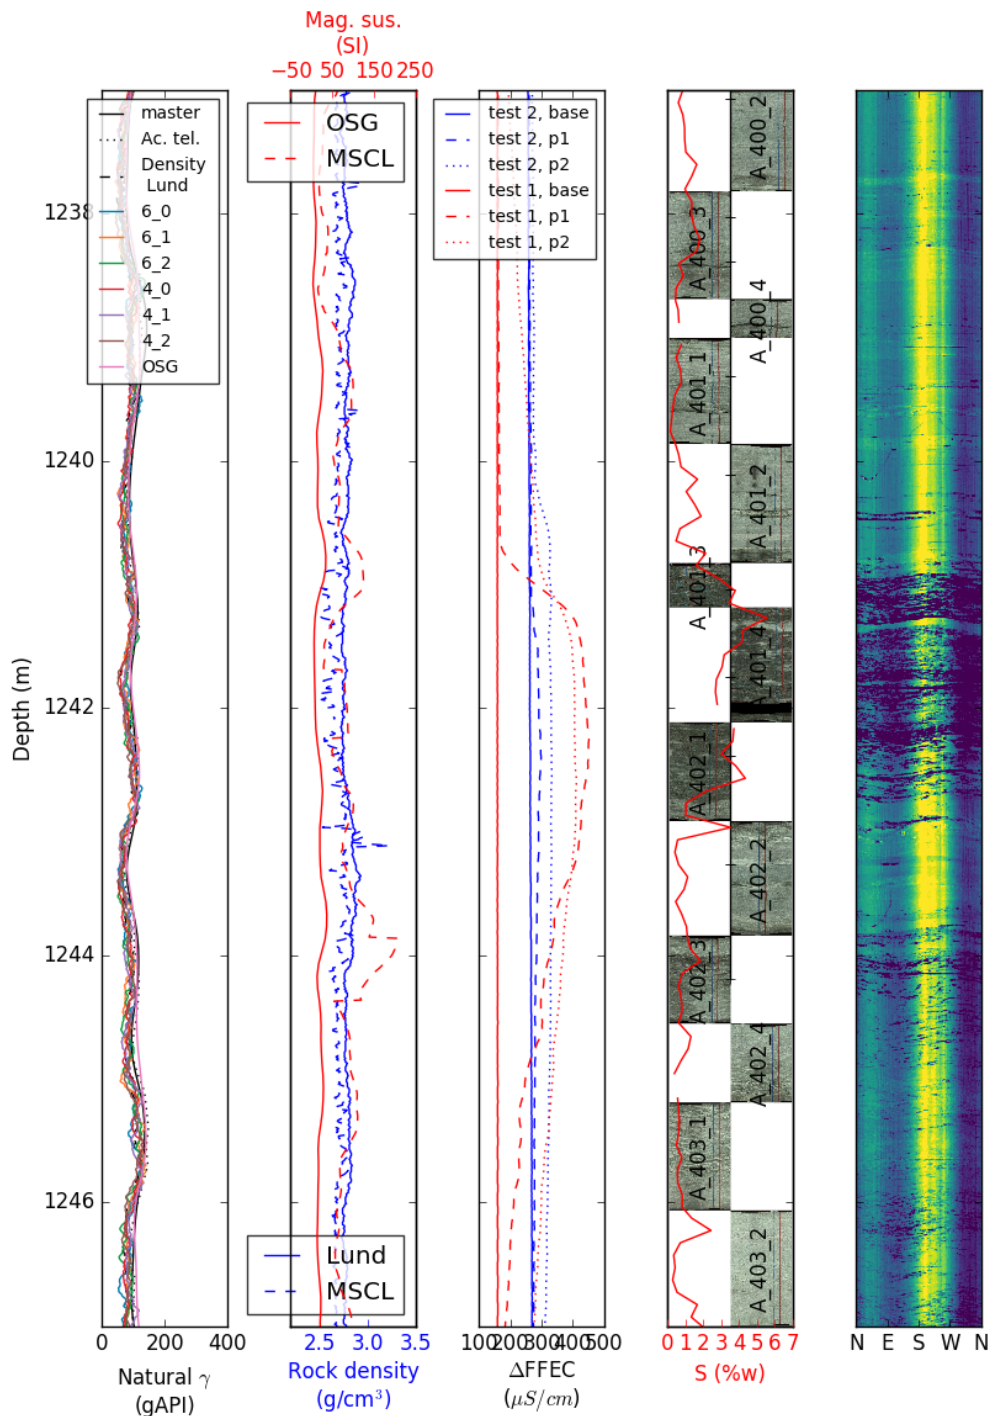 Mag. sus.
(SI)
−50 50 150 250
master
Ac. tel.
Density
Lund
6_0
6_1
6_2
4_0
4_1
4_2
OSG
OSG
MSCL
test 2, base
test 2, p1
test 2, p2
test 1, base
test 1, p1
test 1, p2
A_400_2
A_400_3
A_400_4
A_401_1
A_401_2
A_401_3
A_401_4
A_402_1
A_402_2
A_402_3
A_402_4
A_403_1
A_403_2
1238
1240
1242
1244
1246
Depth (m)
Lund
MSCL
0 200 400
Natural γ
(gAPI)
2.5 3.0 3.5
Rock density
(g/cm³)
100 200 300 400 500
ΔFFEC
(μS/cm)
0 1 2 3 4 5 6 7
S (%w)
N E S W N